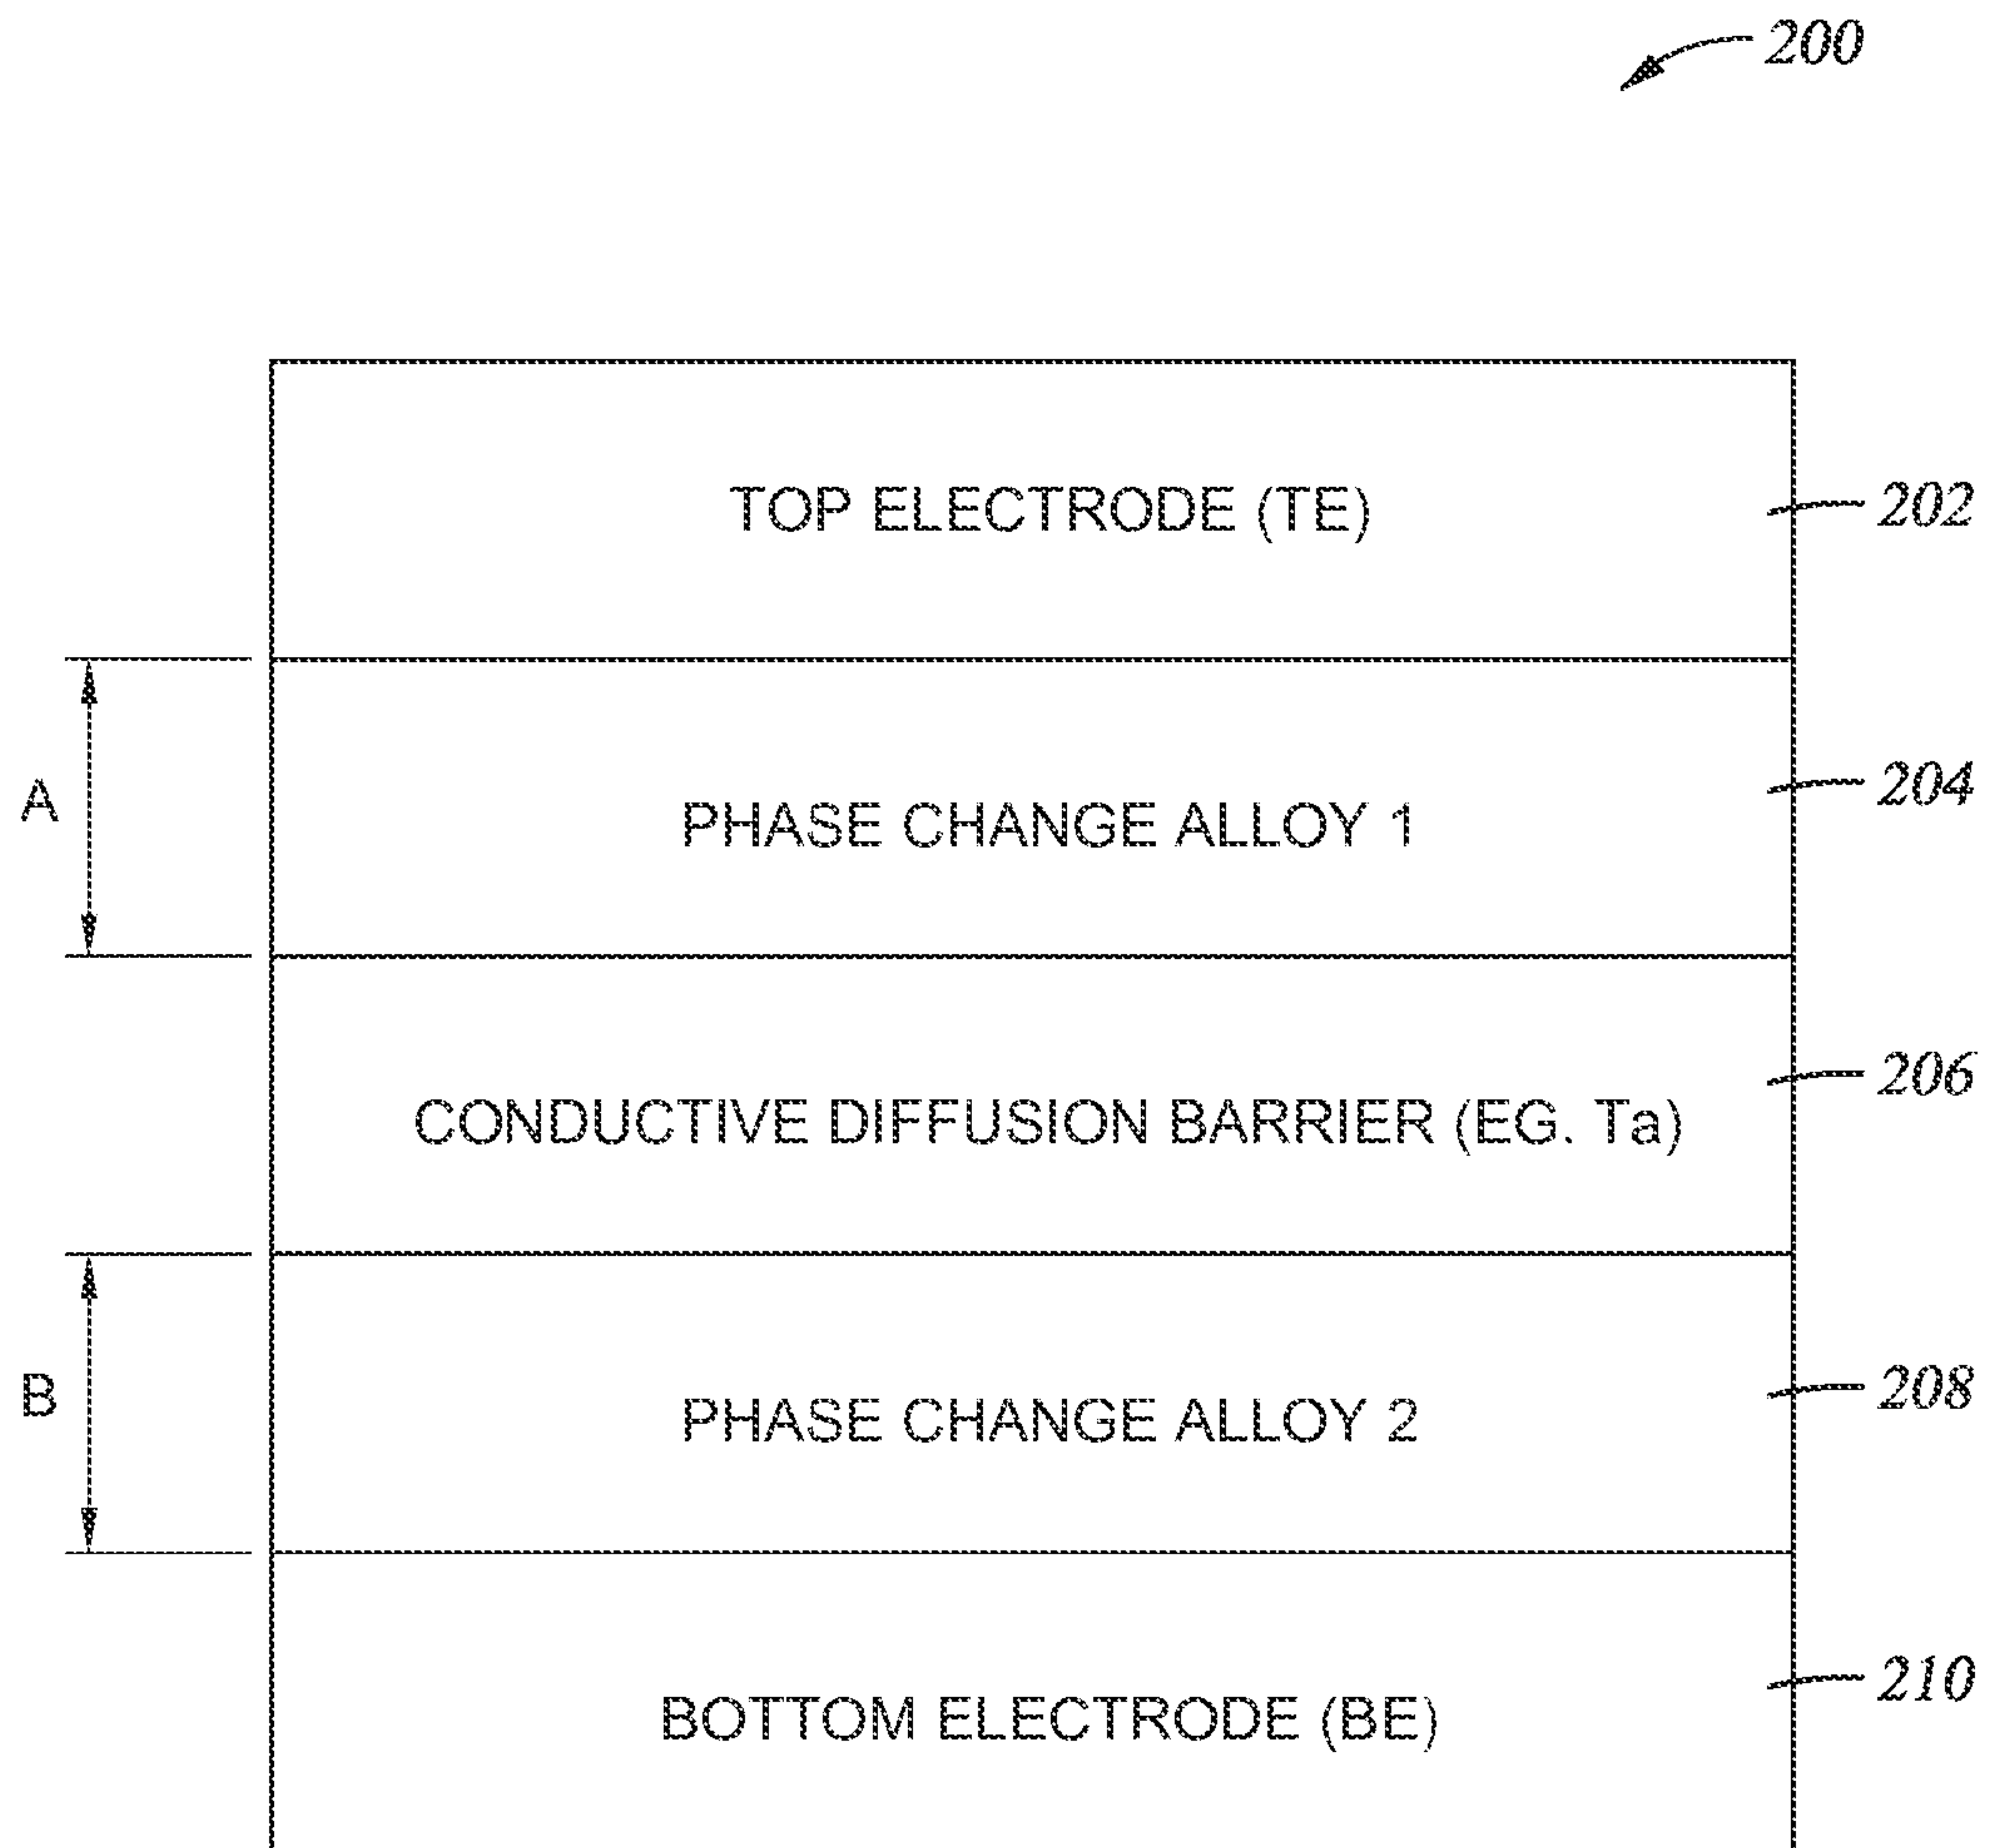 200
TOP ELECTRODE (TE)
202
A
PHASE CHANGE ALLOY 1
204
CONDUCTIVE DIFFUSION BARRIER (EG. Ta)
206
B
PHASE CHANGE ALLOY 2
208
BOTTOM ELECTRODE (BE)
210